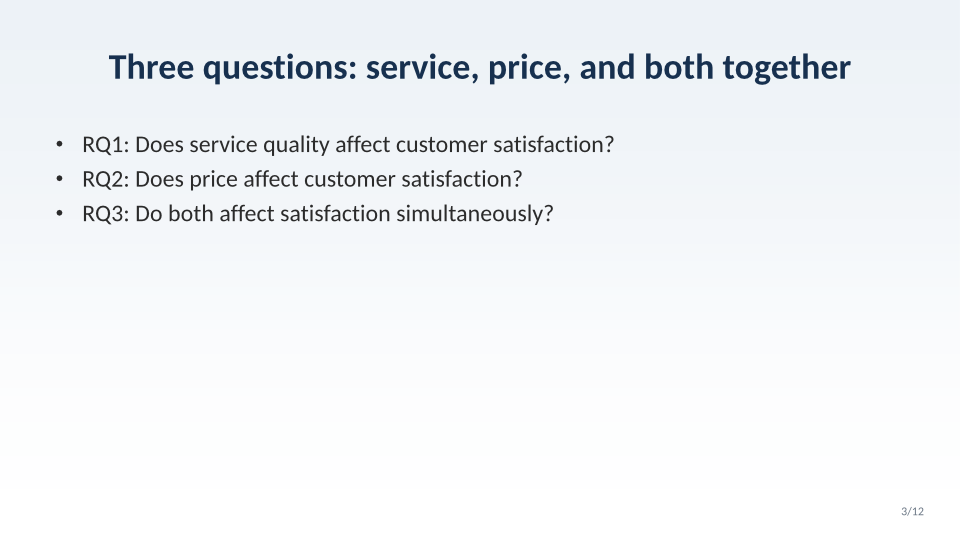 Three questions: service, price, and both together
• RQ1: Does service quality affect customer satisfaction?
• RQ2: Does price affect customer satisfaction?
• RQ3: Do both affect satisfaction simultaneously?
3/12